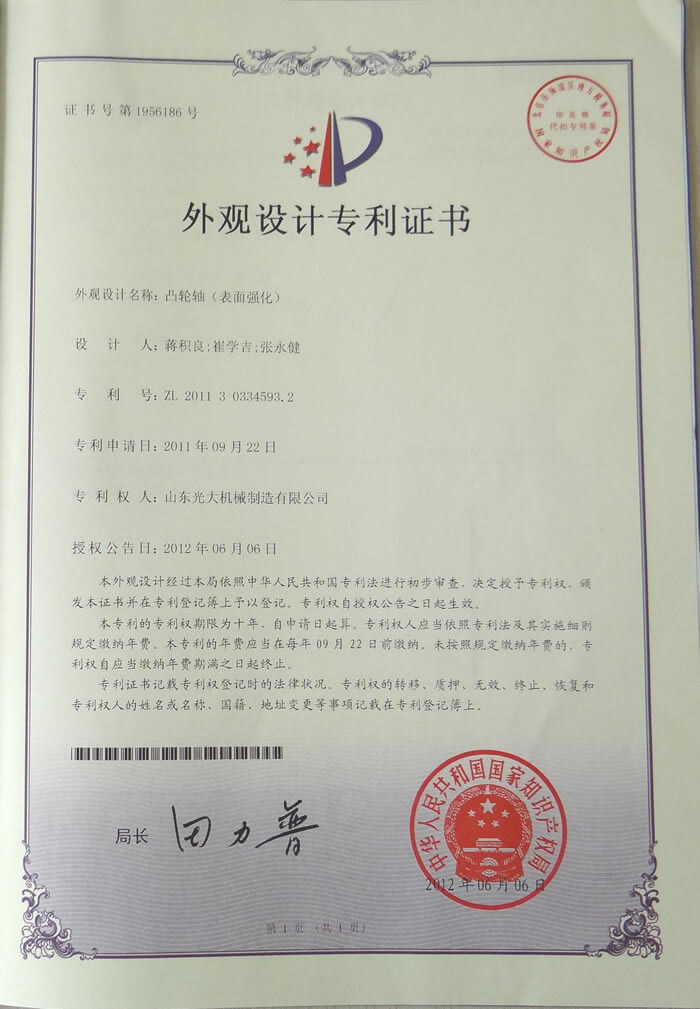 证书号第1956186号
印花税
代扣专用章
国家知识产权局
外观设计专利证书
外观设计名称：凸轮轴（表面强化）
设计人：蒋积良;崔学吉;张永健
专利号：ZL 2011 3 0334593.2
专利申请日：2011年09月22日
专利权人：山东光大机械制造有限公司
授权公告日：2012年06月06日
本外观设计经过本局依照中华人民共和国专利法进行初步审查，决定授予专利权，颁
发本证书并在专利登记簿上予以登记。专利权自授权公告之日起生效。
本专利的专利权期限为十年，自申请日起算。专利权人应当依照专利法及其实施细则
规定缴纳年费。本专利的年费应当在每年09月22日前缴纳。未按照规定缴纳年费的，专
利权自应当缴纳年费期满之日起终止。
专利证书记载专利权登记时的法律状况。专利权的转移、质押、无效、终止、恢复和
专利权人的姓名或名称、国籍、地址变更等事项记载在专利登记簿上。
局长
田力普
中华人民共和国国家知识产权局
2012年06月06日
第1页（共1页）